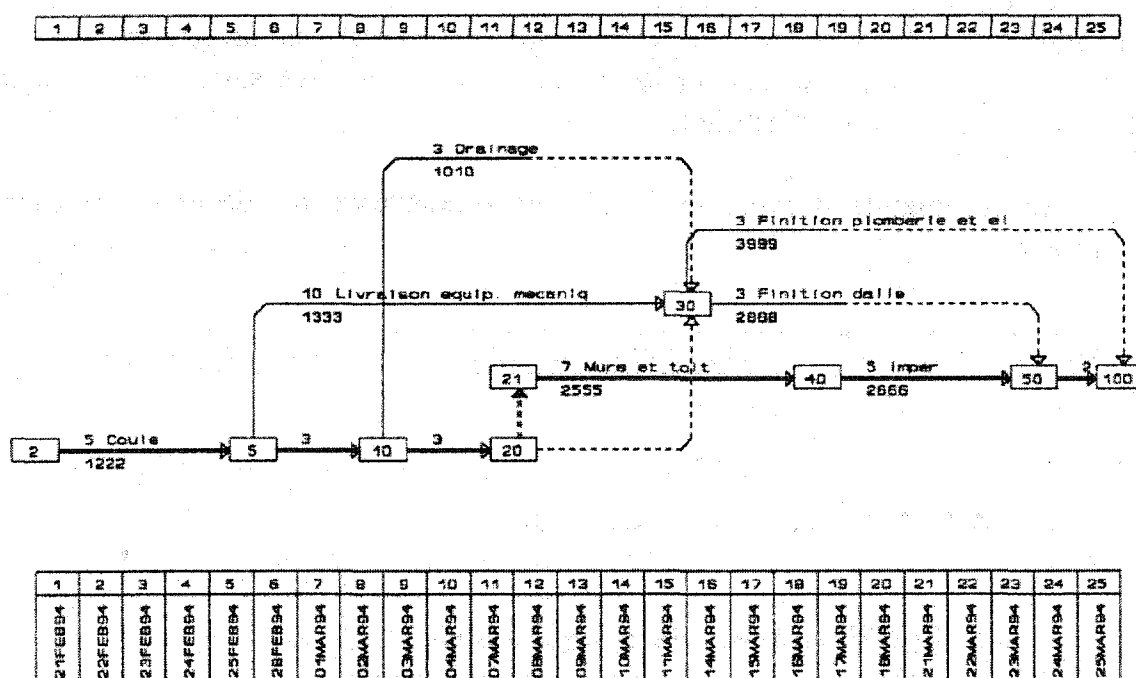 1 2 3 4 5 6 7 8 9 10 11 12 13 14 15 16 17 18 19 20 21 22 23 24 25
3 Drainage
1010
3 Finition plomberie et el
3999
10 Livraison equip. mecaniq
1333
30
3 Finition dalle
2888
21
7 Murs et toit
2555
40
5 Imper
2666
50
2
100
2
5 Coule
1222
5
3
10
3
20
1 2 3 4 5 6 7 8 9 10 11 12 13 14 15 16 17 18 19 20 21 22 23 24 25
21FEB94 22FEB94 23FEB94 24FEB94 25FEB94 28FEB94 01MAR94 02MAR94 03MAR94 04MAR94 07MAR94 08MAR94 09MAR94 10MAR94 11MAR94 14MAR94 15MAR94 16MAR94 17MAR94 18MAR94 21MAR94 22MAR94 23MAR94 24MAR94 25MAR94